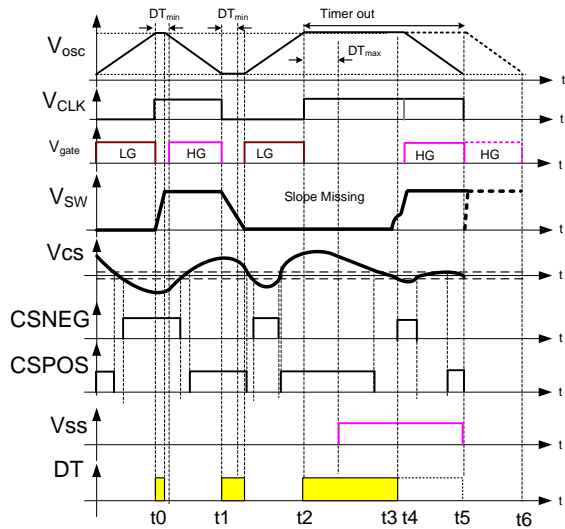 DTmin DTmin Timer out
Vosc DTmax t
VCLK t
Vgate LG HG LG HG HG t
VSW Slope Missing t
Vcs t
CSNEG t
CSPOS t
Vss t
DT t
t0 t1 t2 t3 t4 t5 t6